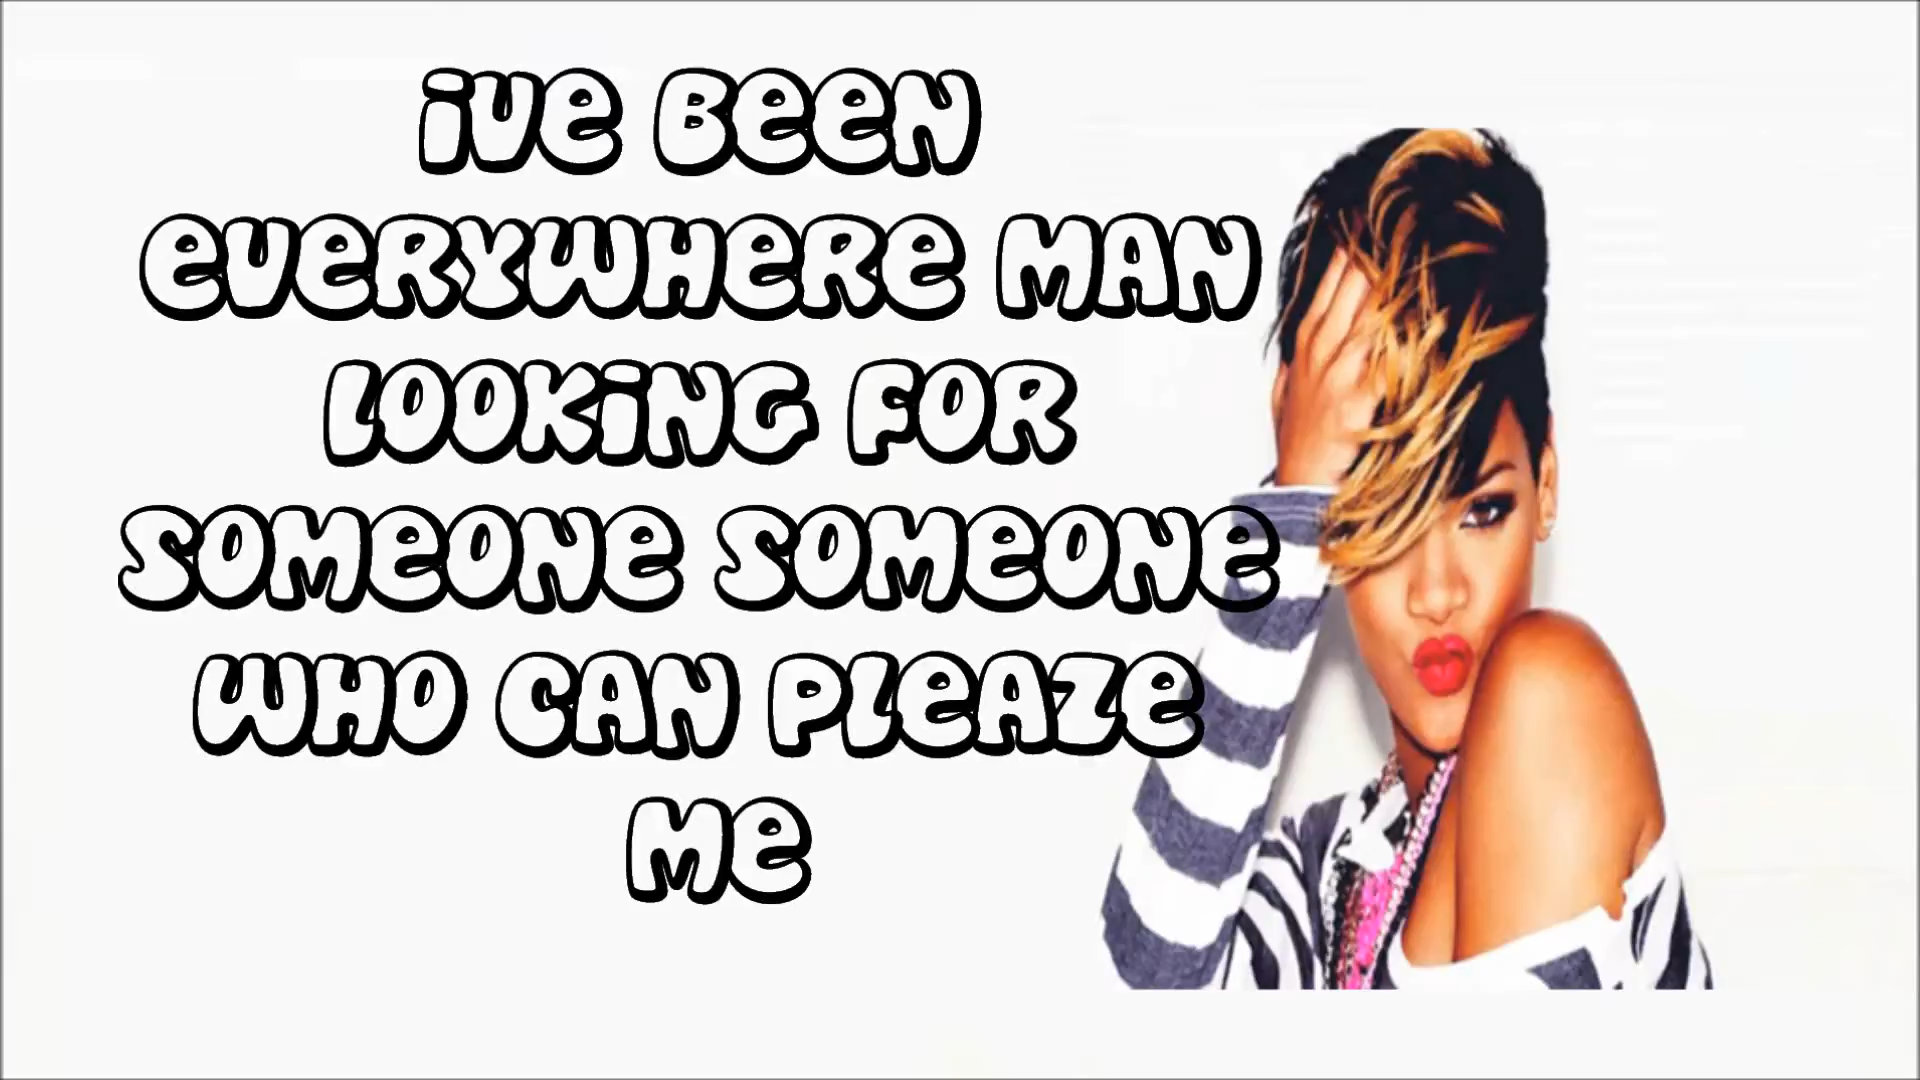 IVE BEEN
EVERYWHERE MAN
LOOKING FOR
SOMEONE SOMEONE
WHO CAN PLEAZE
ME